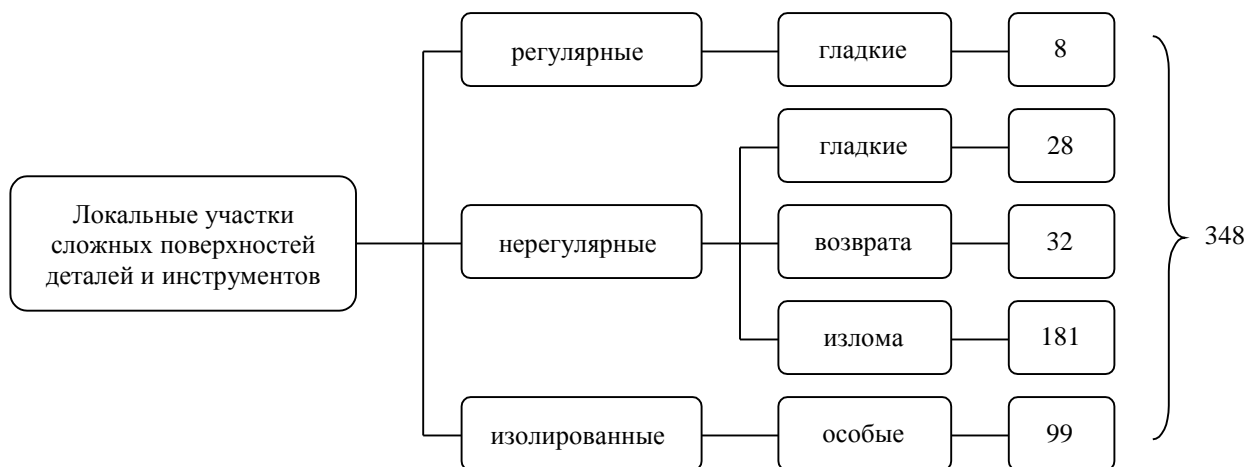 регулярные
гладкие
8
гладкие
28
Локальные участки
сложных поверхностей
деталей и инструментов
нерегулярные
возврата
32
348
излома
181
изолированные
особые
99